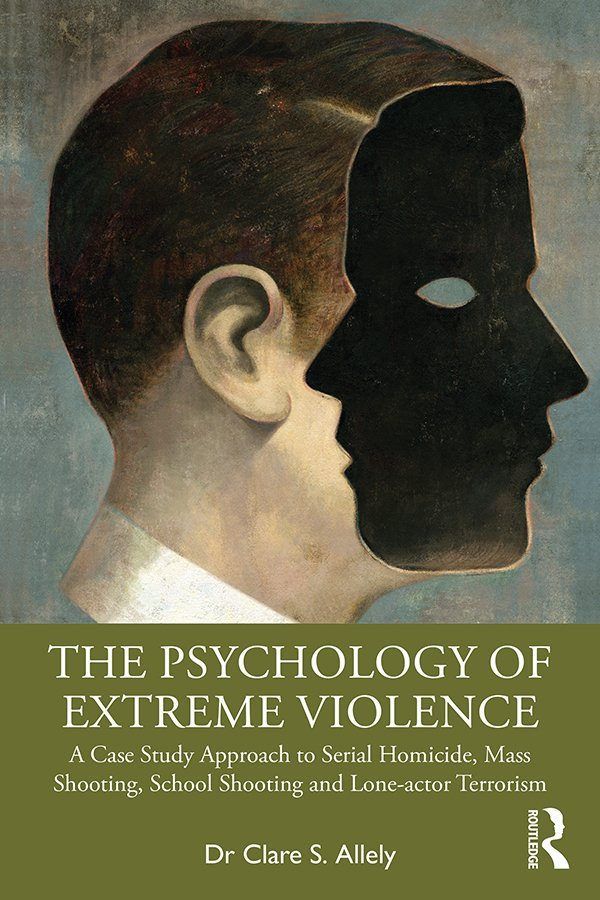 THE PSYCHOLOGY OF
EXTREME VIOLENCE
A Case Study Approach to Serial Homicide, Mass
Shooting, School Shooting and Lone-actor Terrorism
Dr Clare S. Allely
ROUTLEDGE